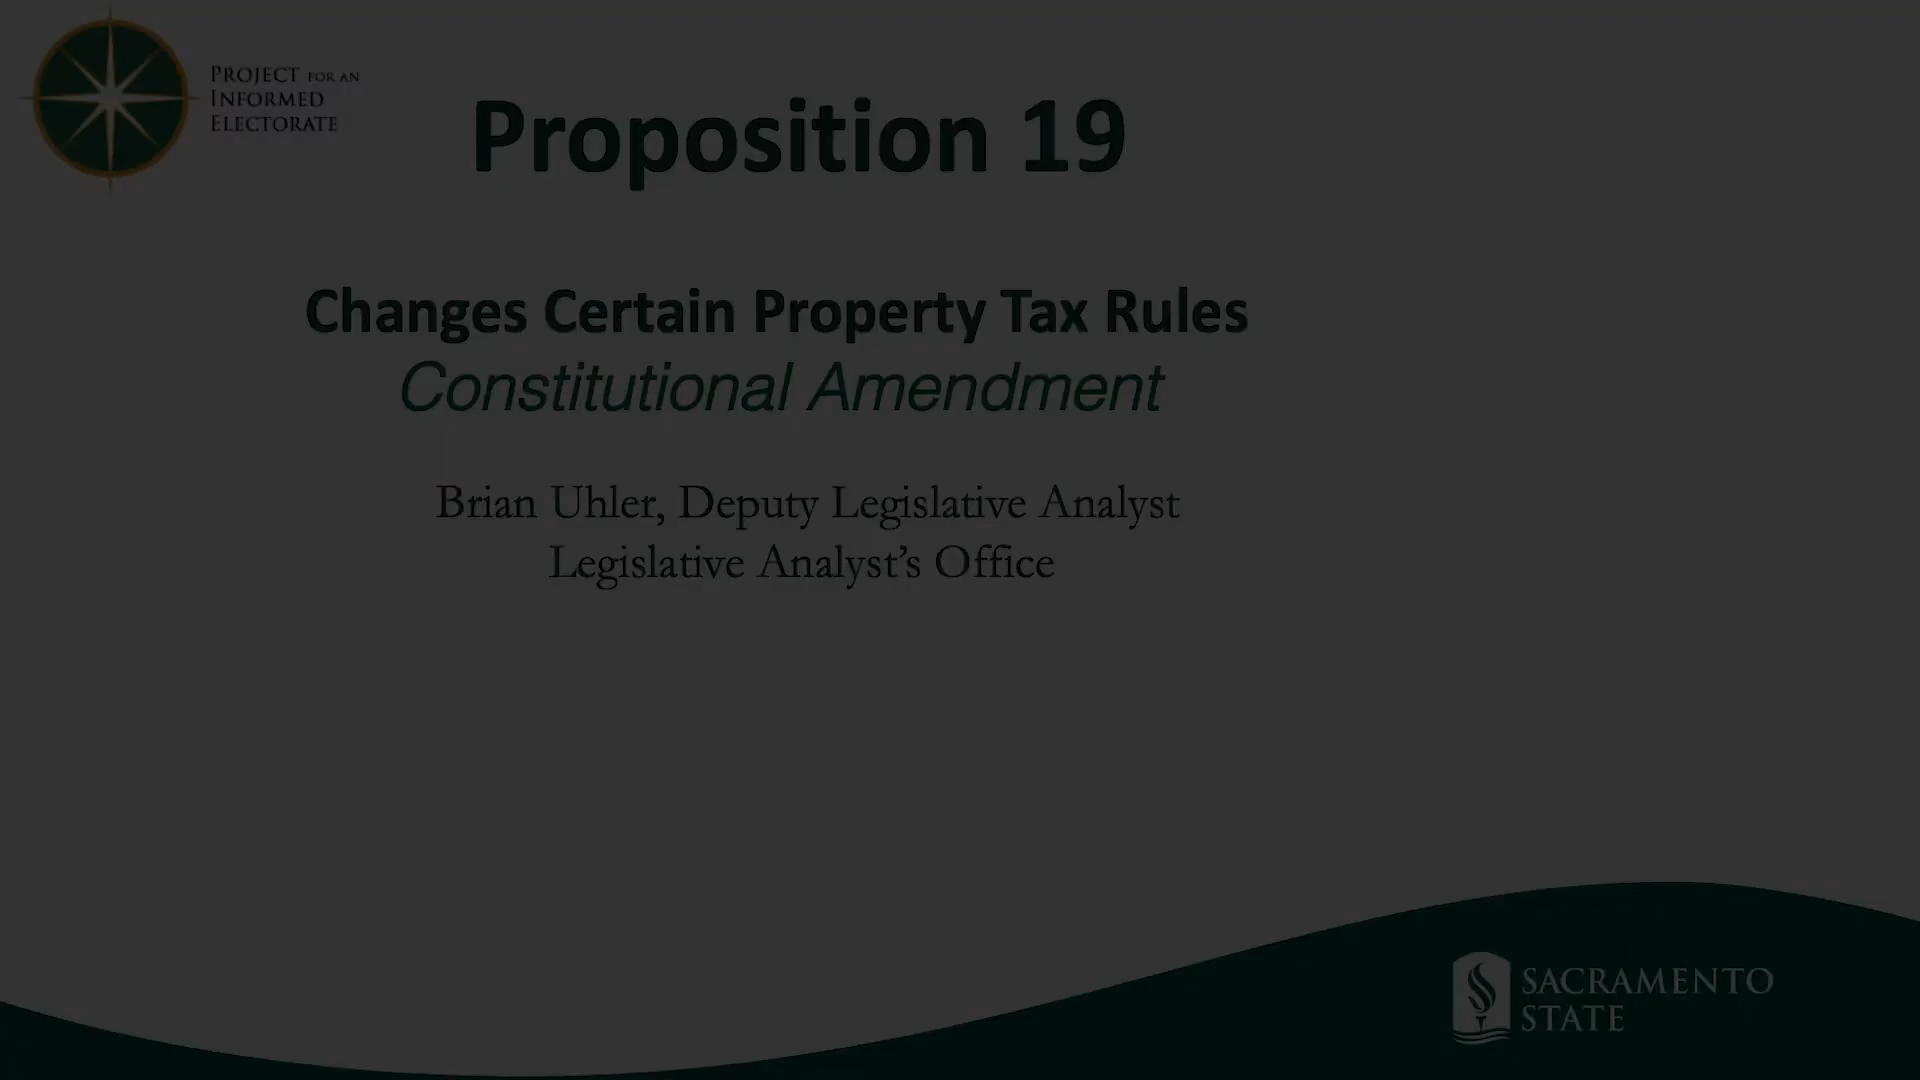 PROJECT FOR AN
INFORMED
ELECTORATE
Proposition 19
Changes Certain Property Tax Rules
Constitutional Amendment
Brian Uhler, Deputy Legislative Analyst
Legislative Analyst’s Office
SACRAMENTO
STATE